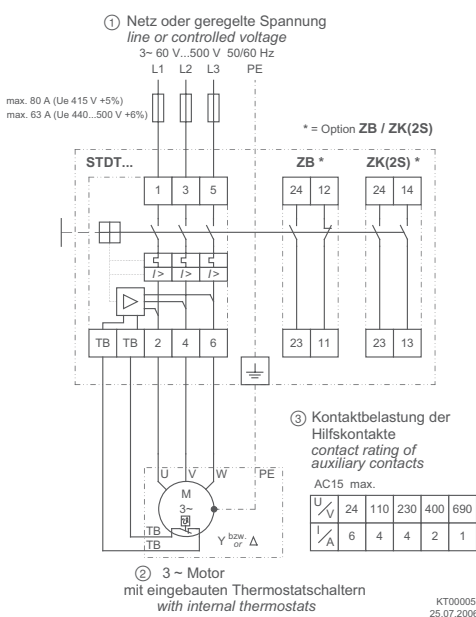 ① Netz oder geregelte Spannung
line or controlled voltage
3~ 60 V...500 V 50/60 Hz
L1 L2 L3 PE
max. 80 A (Ue 415 V +5%)
max. 63 A (Ue 440...500 V +6%)
* = Option ZB / ZK(2S)
STDT... ZB * ZK(2S) *
1 3 5 24 12 24 14
I> I> I>
TB TB 2 4 6 23 11 23 13
③ Kontaktbelastung der
Hilfskontakte
contact rating of
auxiliary contacts
AC15 max.
U/V 24 110 230 400 690
I/A 6 4 4 2 1
U V W PE
M
3~
TB
TB
Y bzw. or Δ
② 3 ~ Motor
mit eingebauten Thermostatschaltern
with internal thermostats
KT00005
25.07.2006